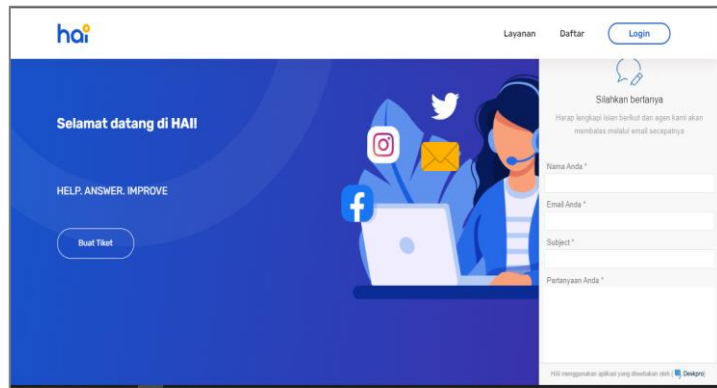 hai
Layanan Daftar Login
Selamat datang di HAI!
HELP. ANSWER. IMPROVE
Buat Tiket
Silahkan bertanya
Harap lengkapi isian berikut dan agen kami akan
membalas melalui email secepatnya
Nama Anda *
Email Anda *
Subject *
Pertanyaan Anda *
HAI menggunakan aplikasi yang disediakan oleh ( Deskpro)